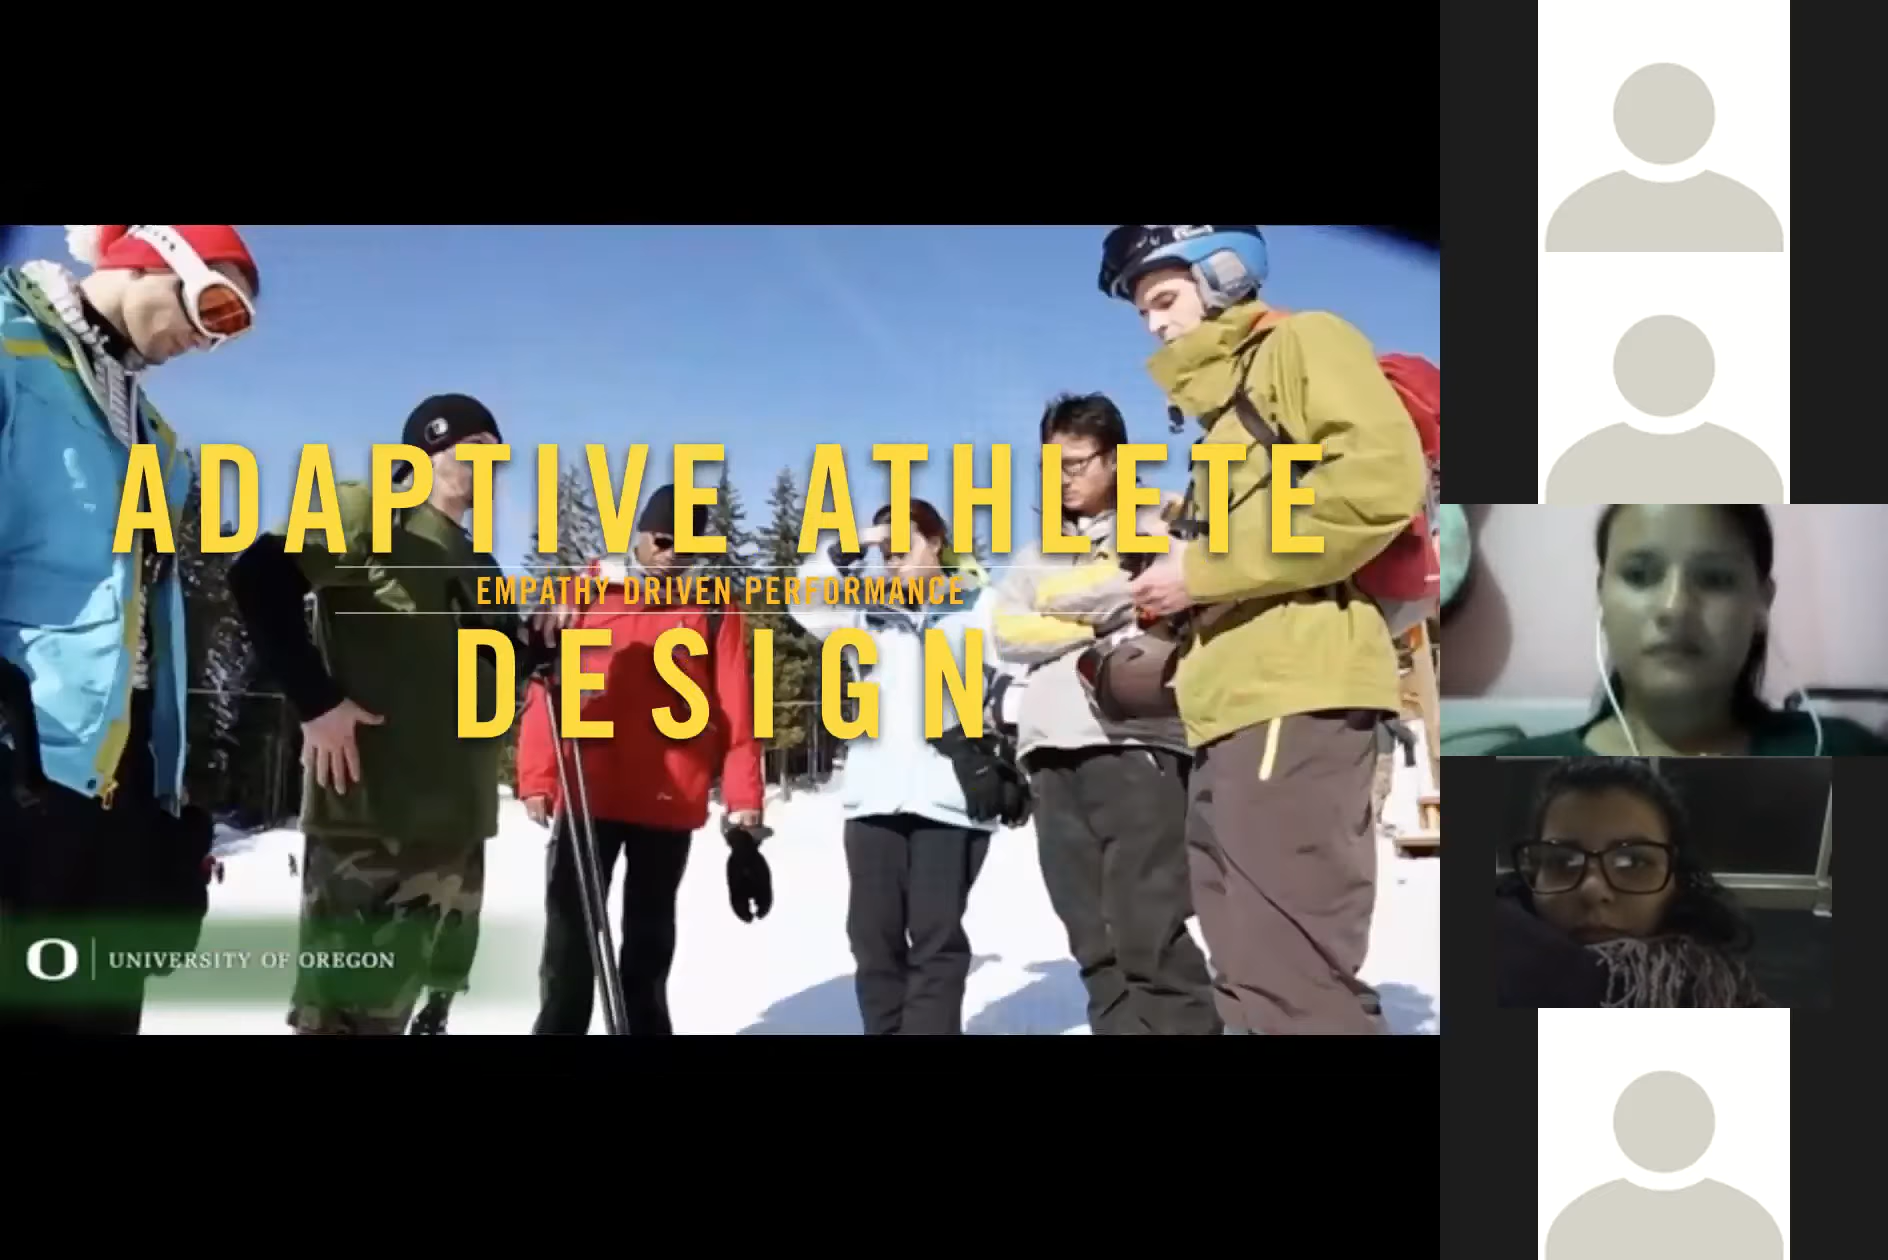 ADAPTIVE ATHLETE
EMPATHY DRIVEN PERFORMANCE
DESIGN
O
UNIVERSITY OF OREGON